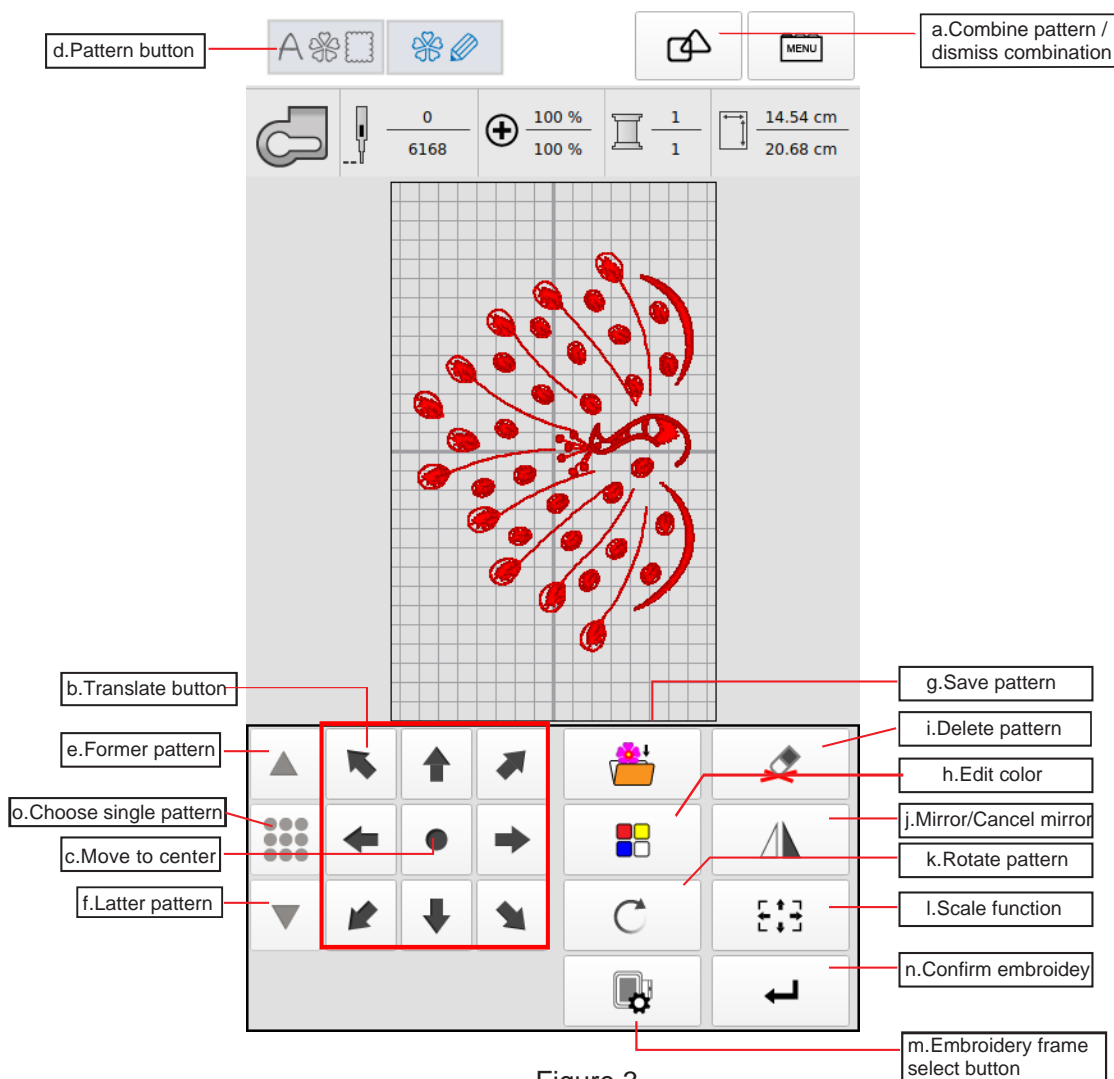 d.Pattern button
A
MENU
a.Combine pattern /
dismiss combination
0
6168
100 %
100 %
1
1
14.54 cm
20.68 cm
b.Translate button
g.Save pattern
e.Former pattern
i.Delete pattern
h.Edit color
o.Choose single pattern
j.Mirror/Cancel mirror
c.Move to center
k.Rotate pattern
f.Latter pattern
l.Scale function
n.Confirm embroidey
m.Embroidery frame
select button